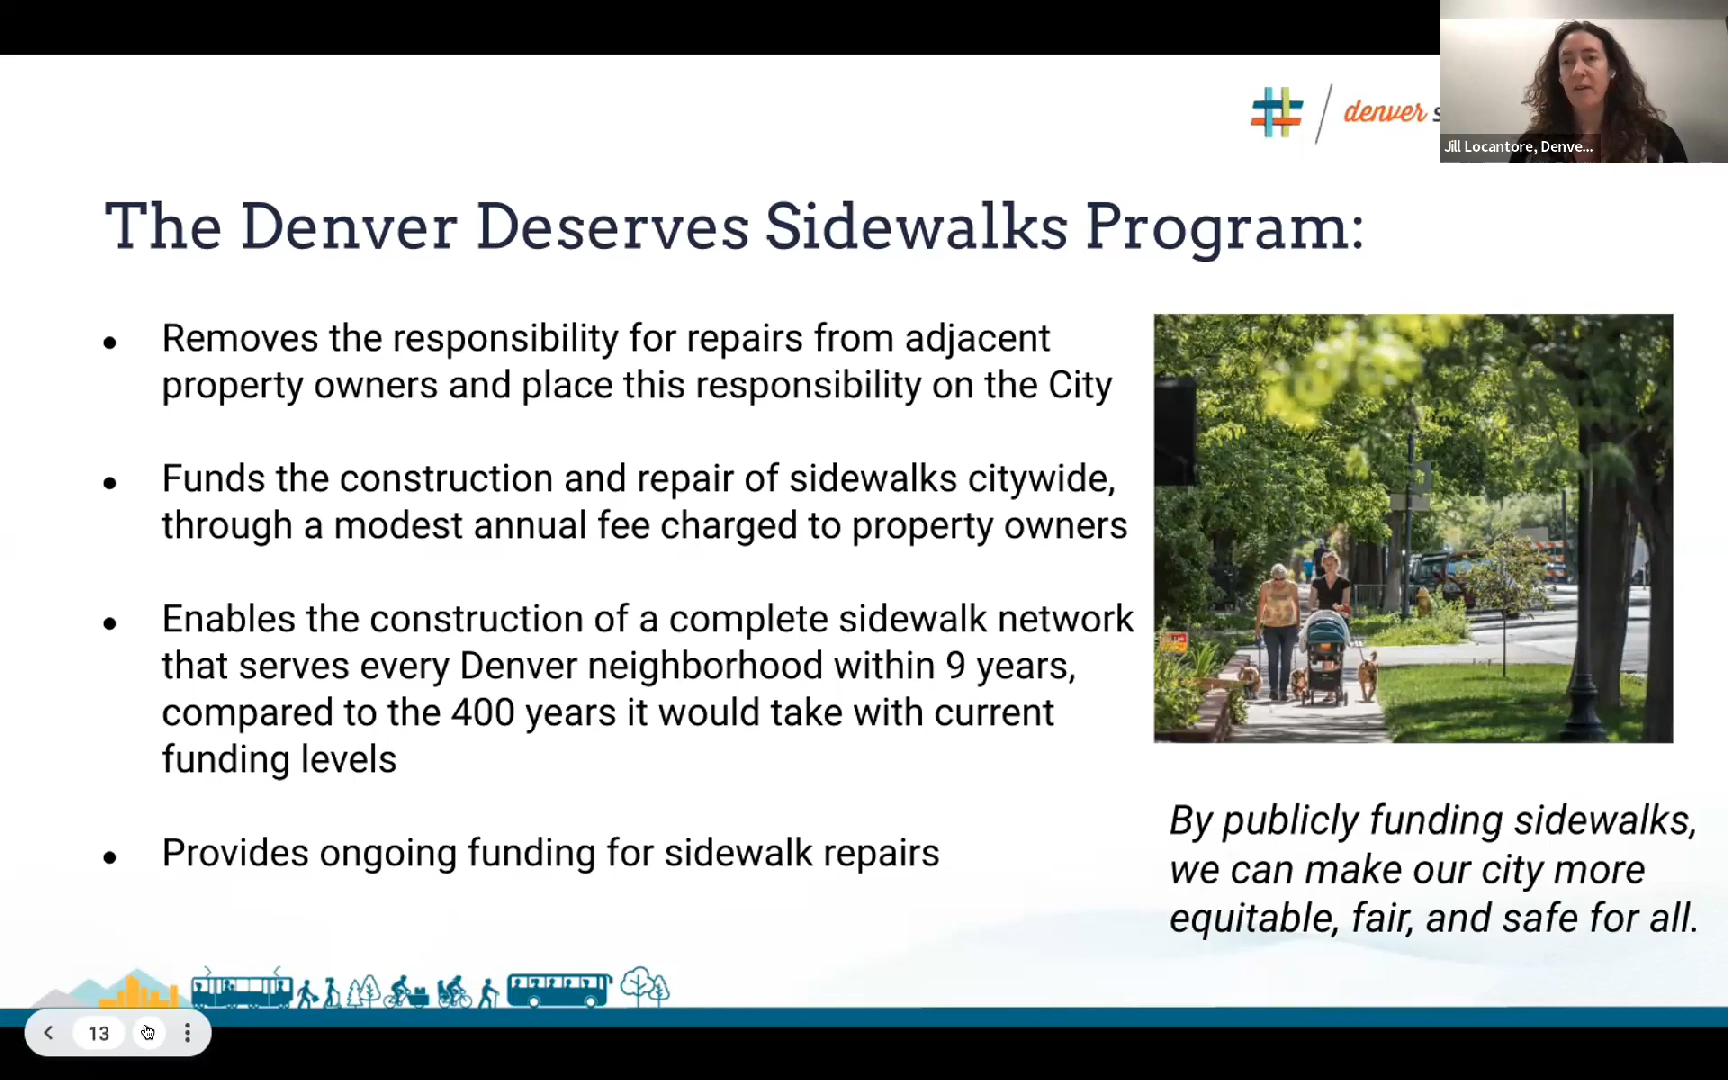 denver s
Jill Locantore, Denve...
The Denver Deserves Sidewalks Program:
• Removes the responsibility for repairs from adjacent
property owners and place this responsibility on the City
• Funds the construction and repair of sidewalks citywide,
through a modest annual fee charged to property owners
• Enables the construction of a complete sidewalk network
that serves every Denver neighborhood within 9 years,
compared to the 400 years it would take with current
funding levels
• Provides ongoing funding for sidewalk repairs
By publicly funding sidewalks,
we can make our city more
equitable, fair, and safe for all.
13